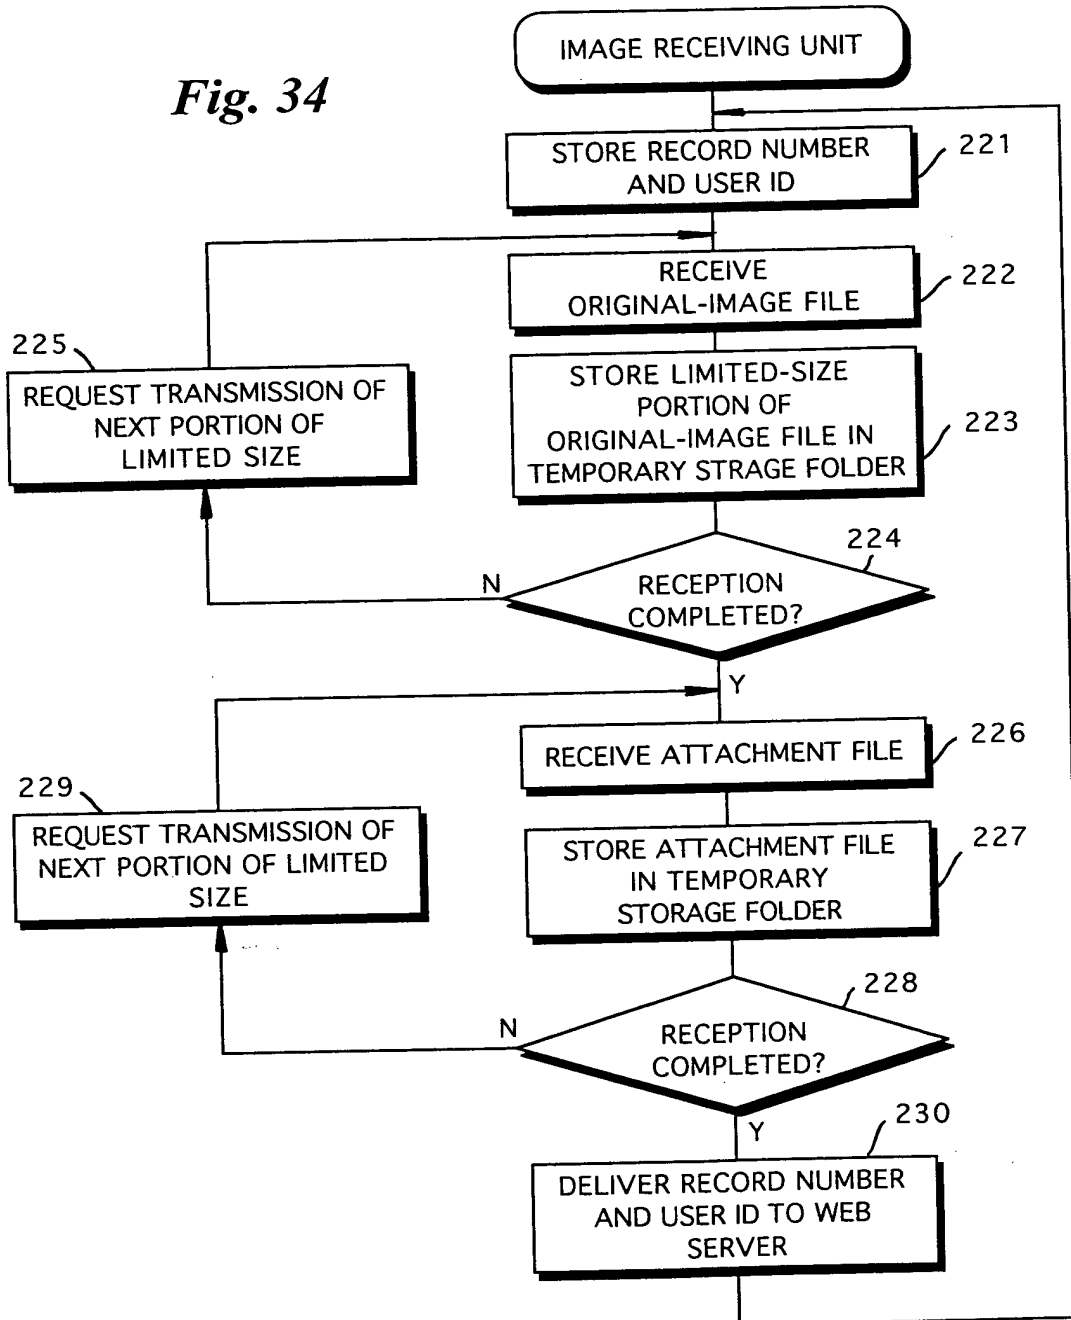 Fig. 34
IMAGE RECEIVING UNIT
STORE RECORD NUMBER
AND USER ID
221
RECEIVE
ORIGINAL-IMAGE FILE
222
225
REQUEST TRANSMISSION OF
NEXT PORTION OF
LIMITED SIZE
STORE LIMITED-SIZE
PORTION OF
ORIGINAL-IMAGE FILE IN
TEMPORARY STRAGE FOLDER
223
224
N
RECEPTION
COMPLETED?
Y
RECEIVE ATTACHMENT FILE
226
229
REQUEST TRANSMISSION OF
NEXT PORTION OF LIMITED
SIZE
STORE ATTACHMENT FILE
IN TEMPORARY
STORAGE FOLDER
227
228
N
RECEPTION
COMPLETED?
Y
230
DELIVER RECORD NUMBER
AND USER ID TO WEB
SERVER